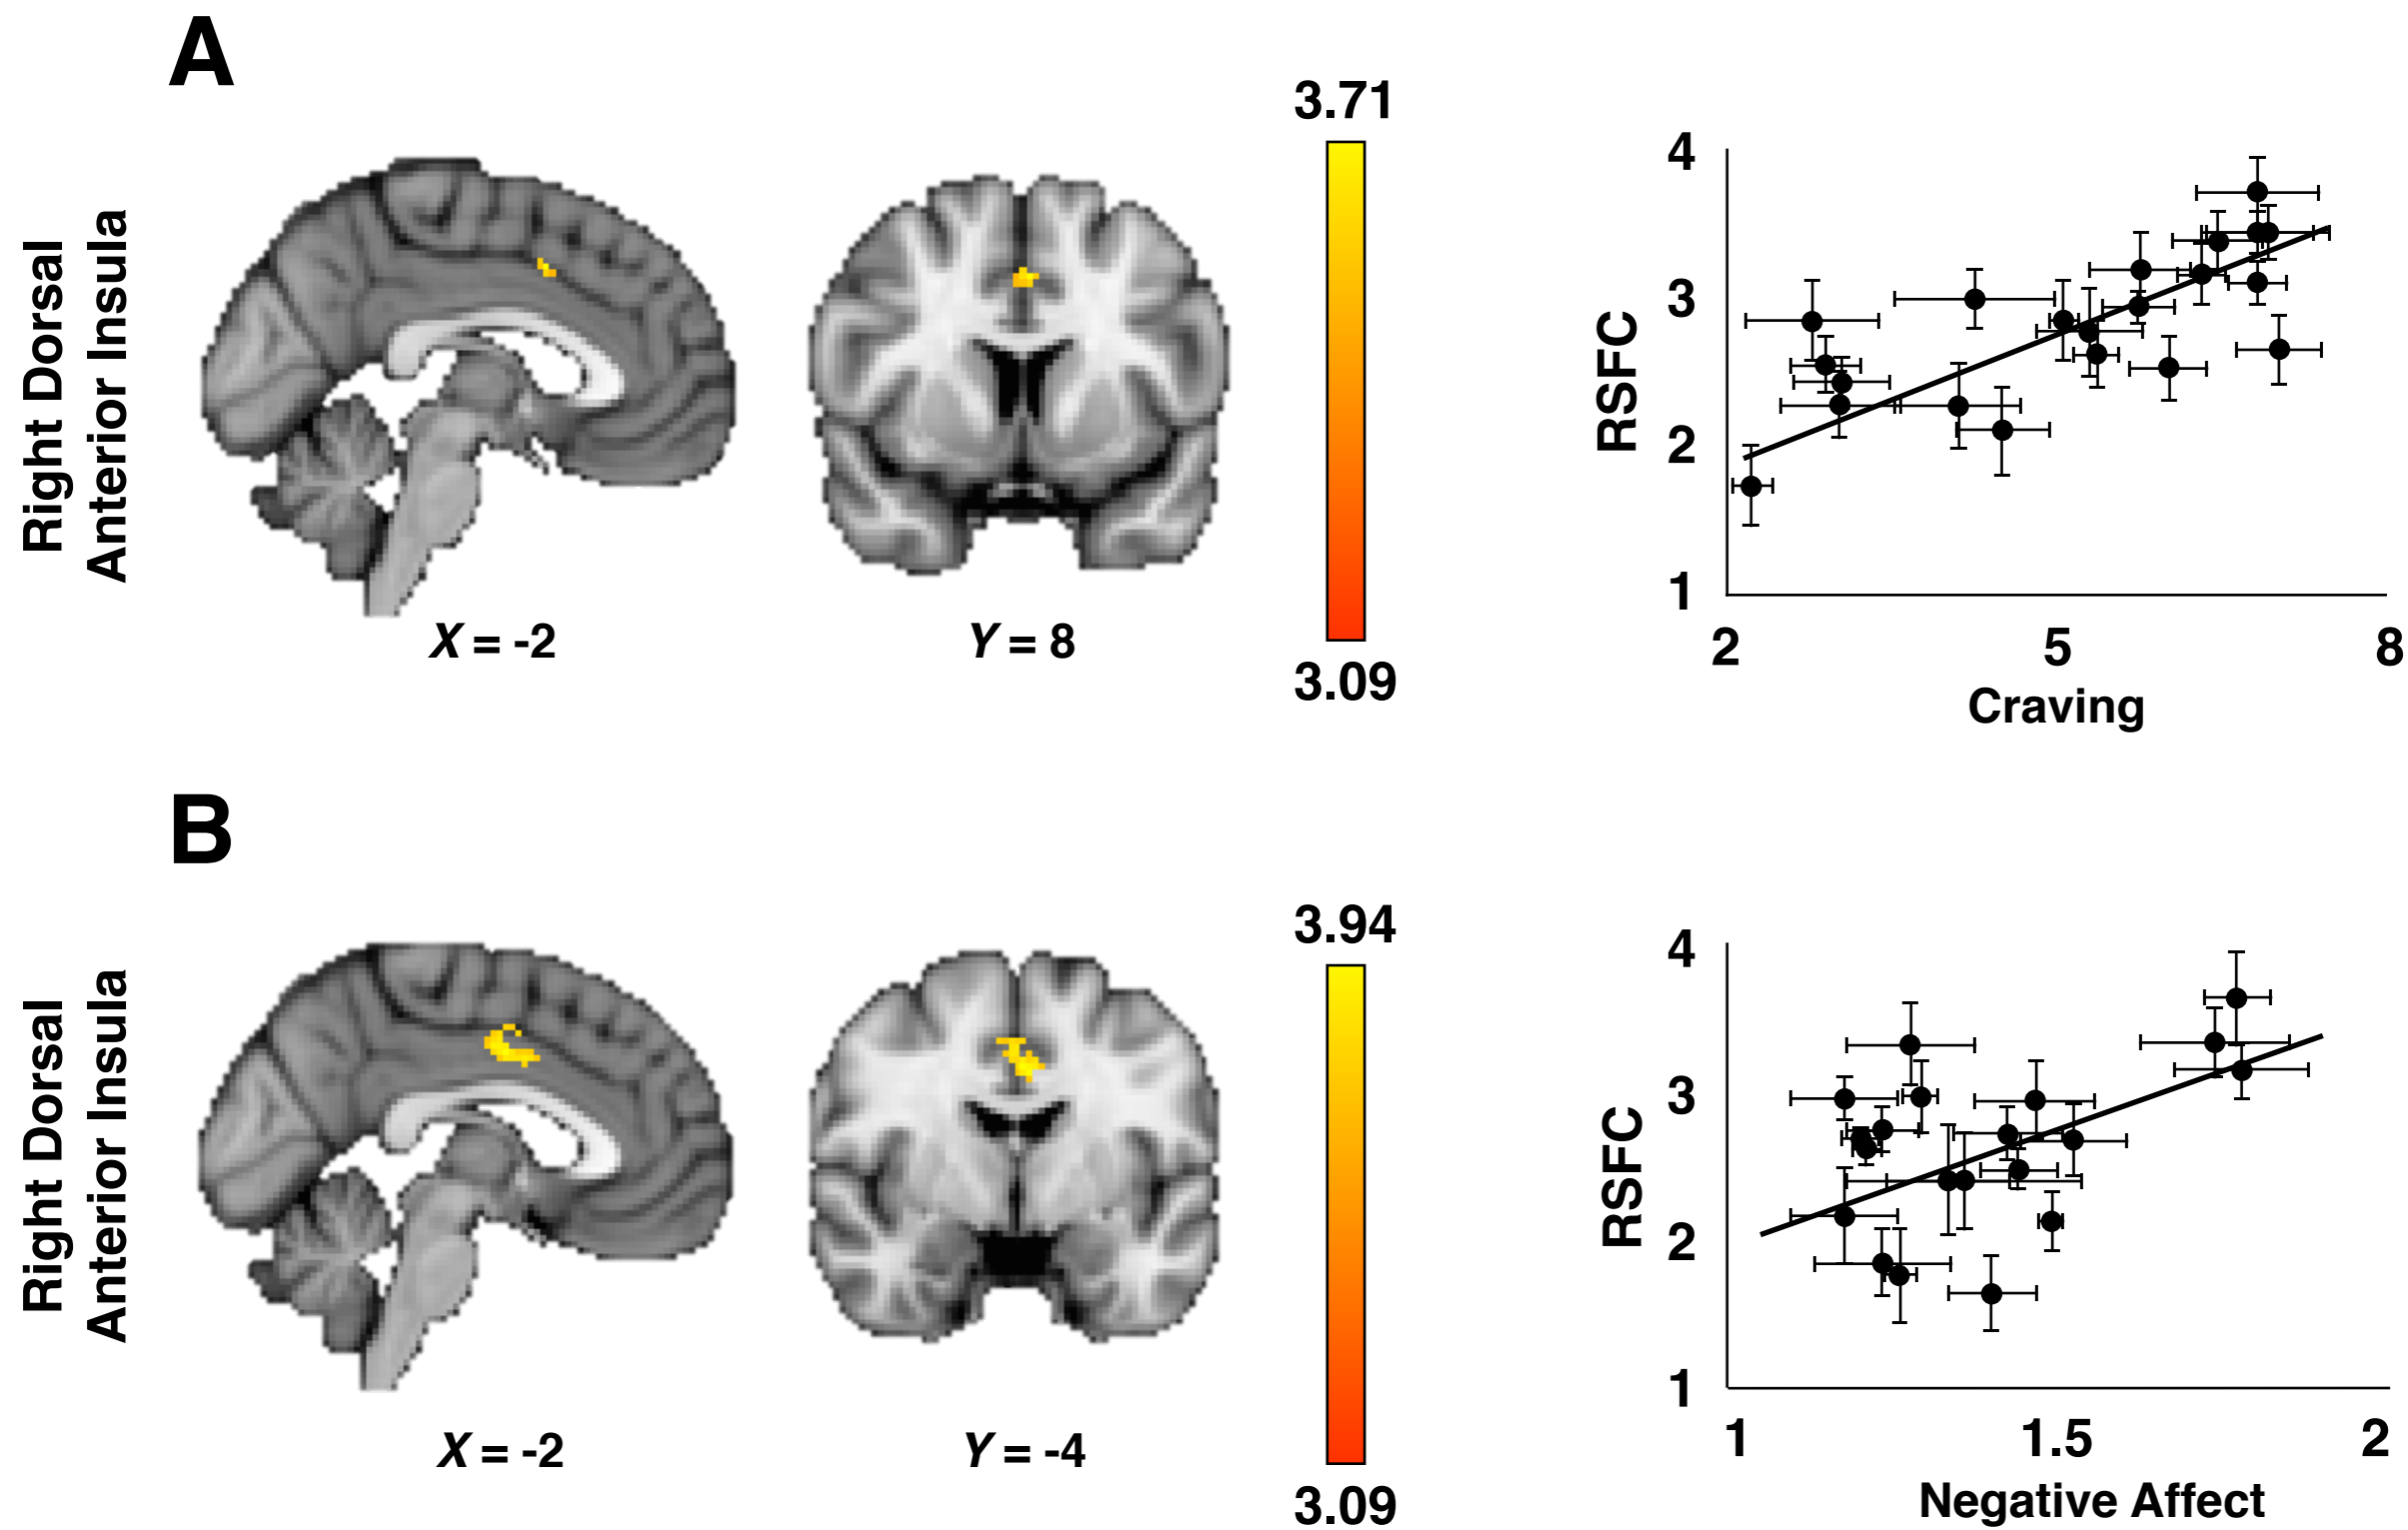 A
Right Dorsal
Anterior Insula
X = -2
Y = 8
3.71
3.09
RSFC
4
3
2
1
2 5 8
Craving
B
Right Dorsal
Anterior Insula
X = -2
Y = -4
3.94
3.09
RSFC
4
3
2
1
1 1.5 2
Negative Affect